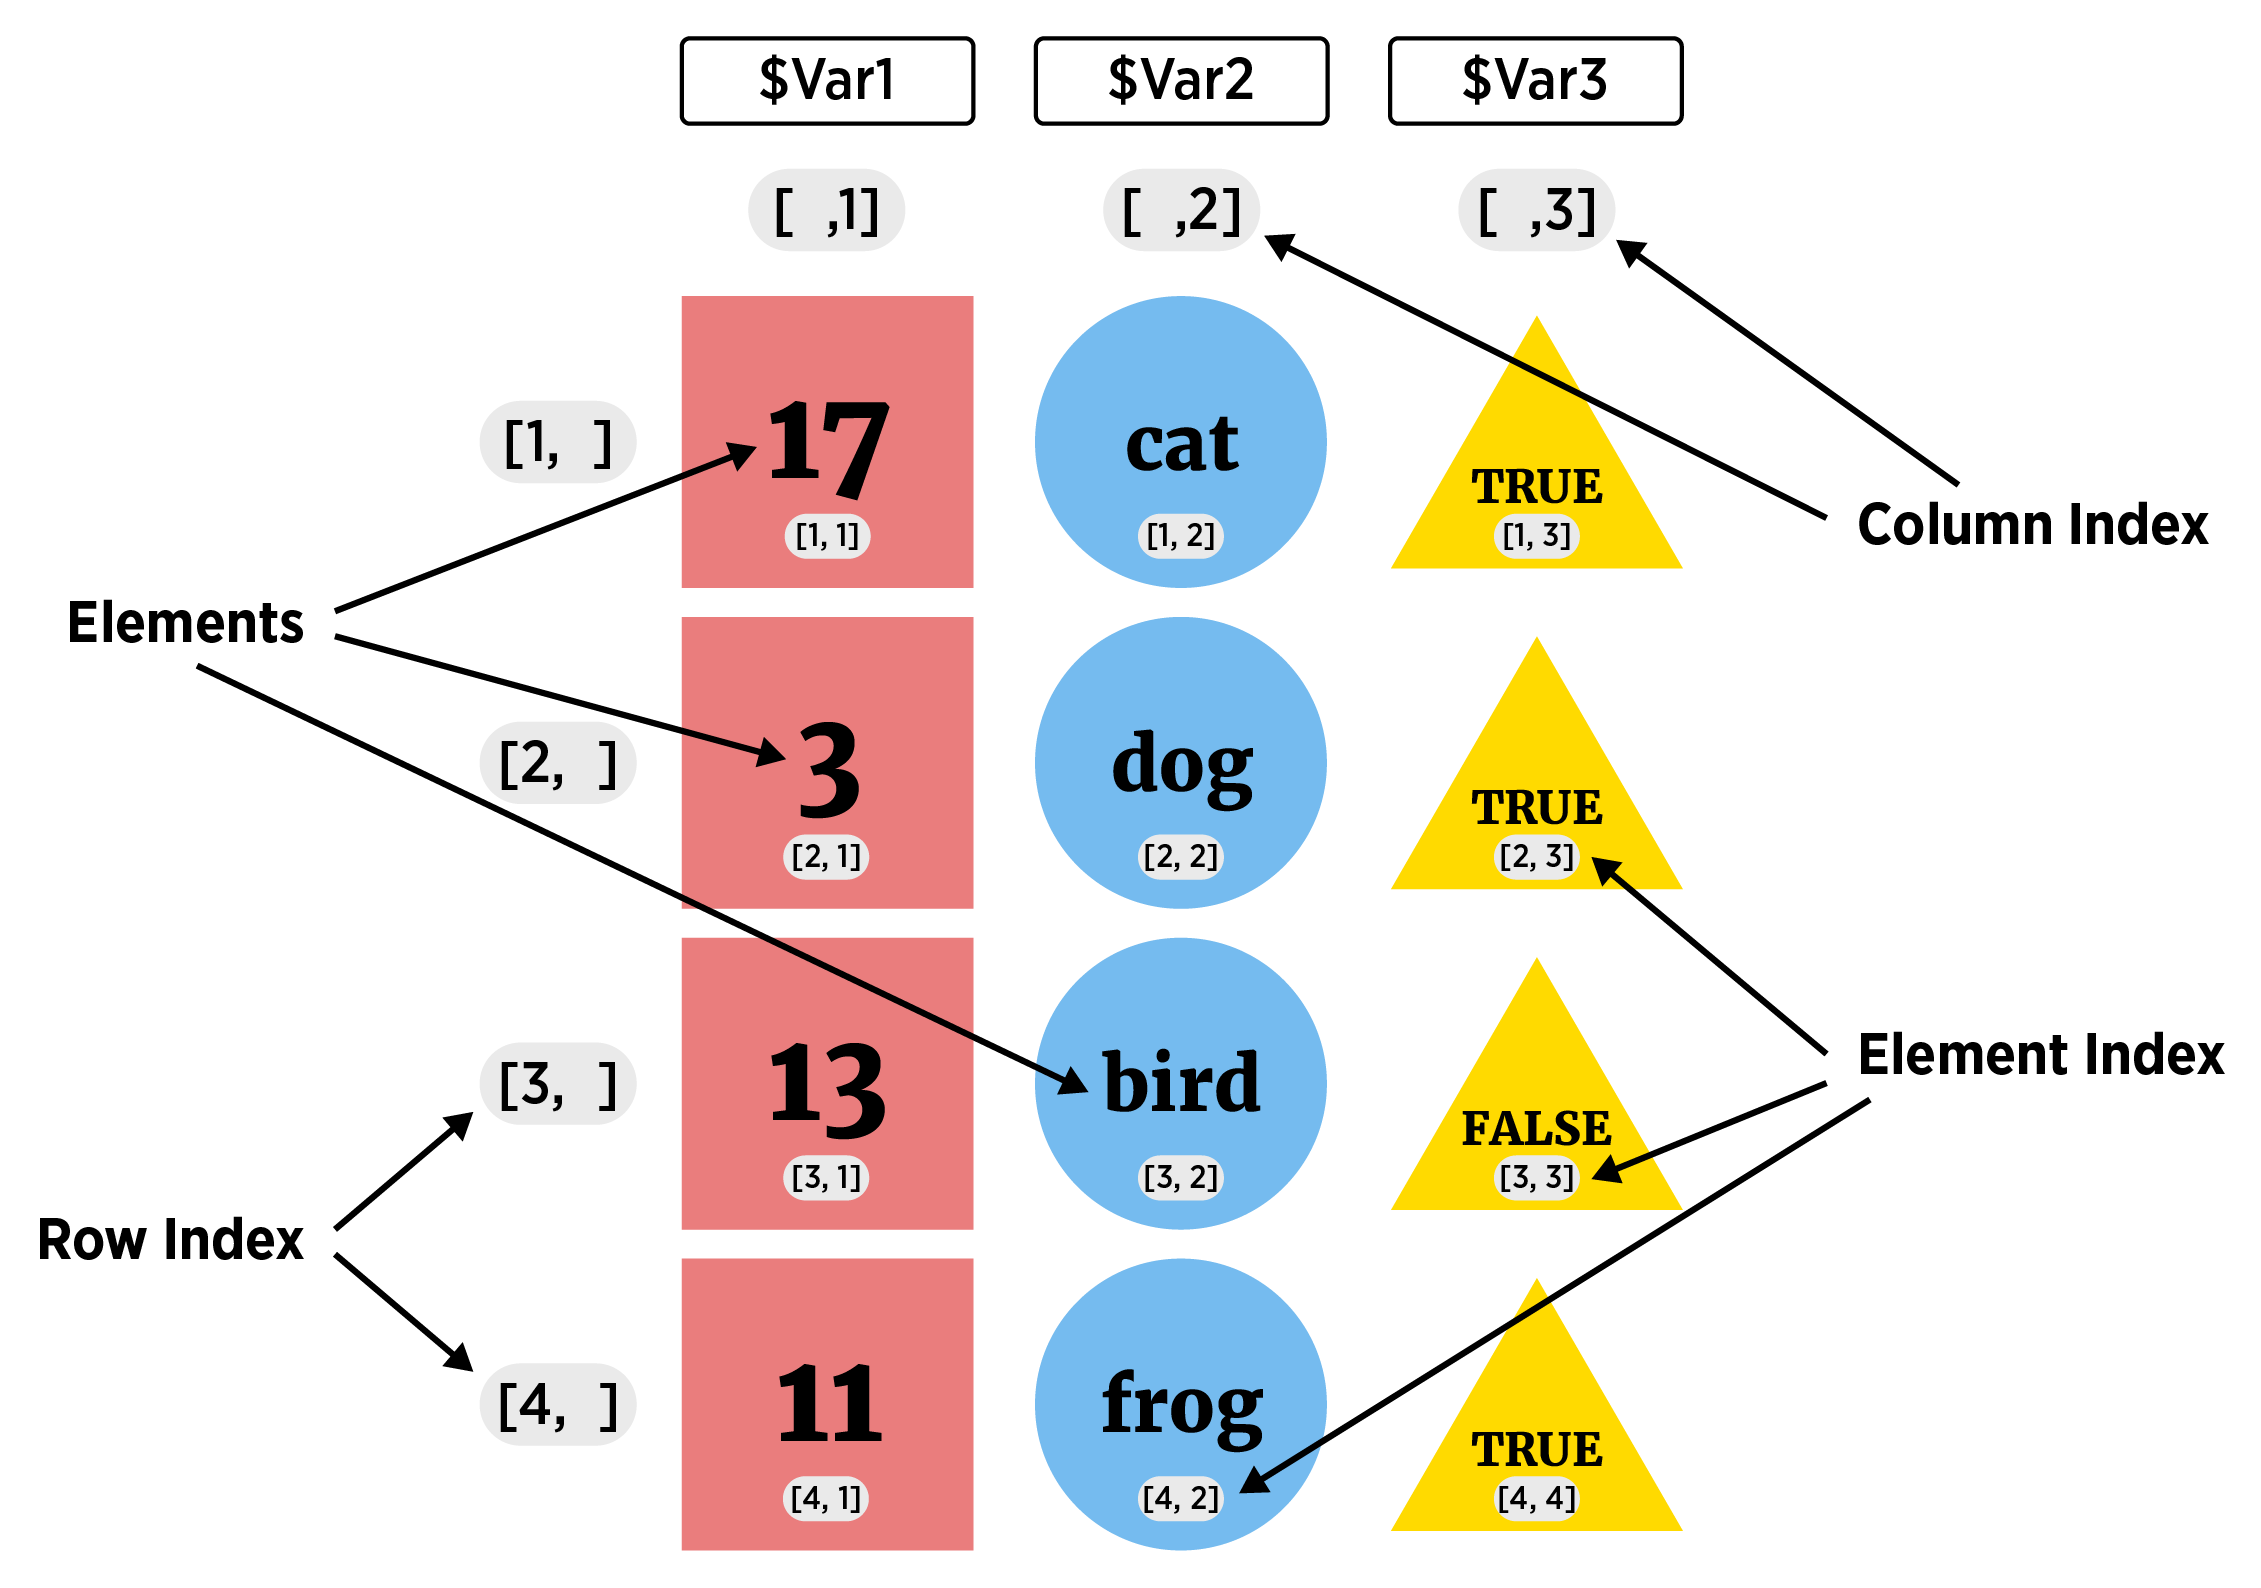 $Var1 $Var2 $Var3
[ ,1] [ ,2] [ ,3]
[1, ] 17 cat TRUE
[1, 1] [1, 2] [1, 3]
Column Index
Elements
[2, ] 3 dog TRUE
[2, 1] [2, 2] [2, 3]
Element Index
[3, ] 13 bird FALSE
[3, 1] [3, 2] [3, 3]
Row Index
[4, ] 11 frog TRUE
[4, 1] [4, 2] [4, 4]